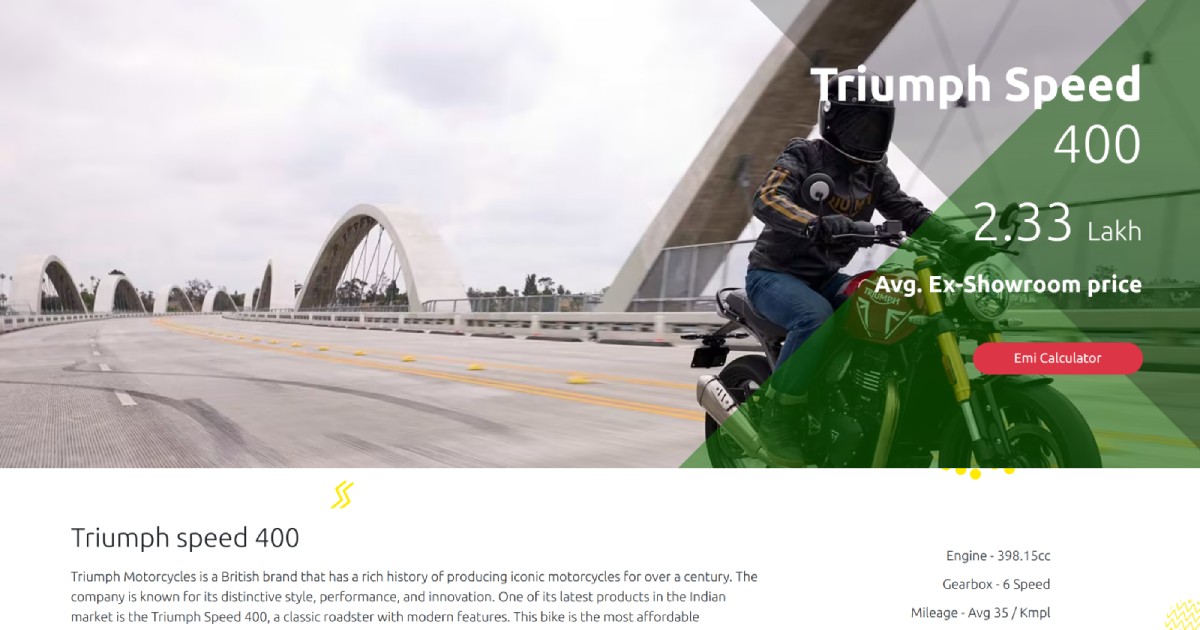 Triumph Speed
400
2.33 Lakh
Avg. Ex-Showroom price
TRIUMPH
Emi Calculator
Triumph speed 400
Triumph Motorcycles is a British brand that has a rich history of producing iconic motorcycles for over a century. The
company is known for its distinctive style, performance, and innovation. One of its latest products in the Indian
market is the Triumph Speed 400, a classic roadster with modern features. This bike is the most affordable
Engine - 398.15cc
Gearbox - 6 Speed
Mileage - Avg 35 / Kmpl